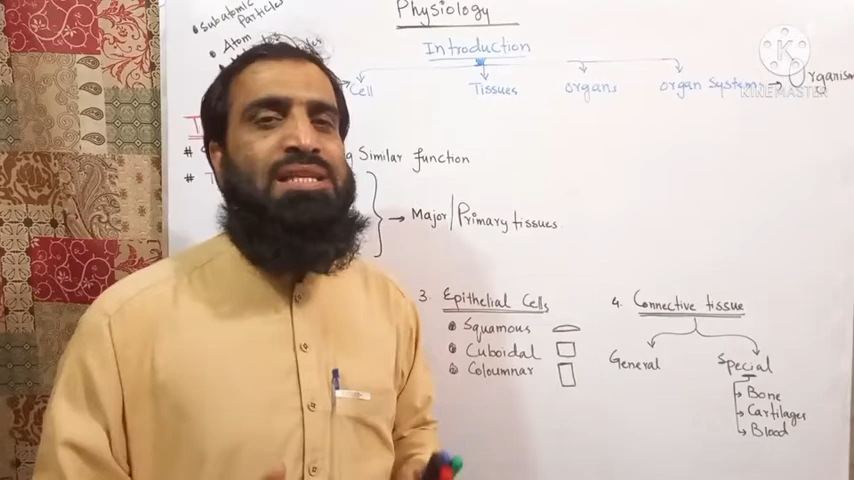 Physiology
• Subatomic Particles
• Atom
Introduction
Cell Tissues organs organ System → Organism
K
KINEMASTER
#
Similar function
#
→ Major/Primary tissues
3. Epithelial Cells
• Squamous
• Cuboidal
• Coloumnar
4. Connective tissue
General Special
→ Bone
→ Cartilages
→ Blood